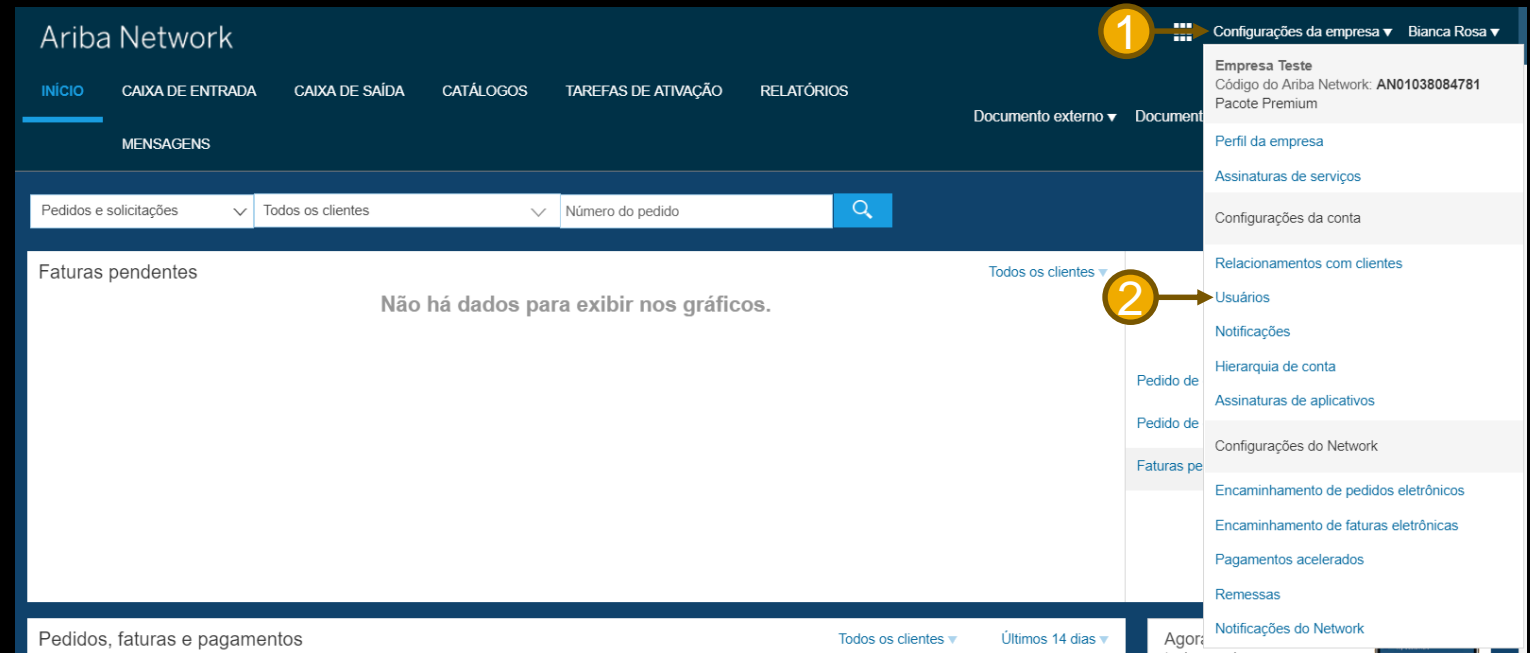 Ariba Network
1
Configurações da empresa ▾ Bianca Rosa ▾
INÍCIO CAIXA DE ENTRADA CAIXA DE SAÍDA CATÁLOGOS TAREFAS DE ATIVAÇÃO RELATÓRIOS
MENSAGENS
Documento externo ▾ Document
Empresa Teste
Código do Ariba Network: AN01038084781
Pacote Premium
Perfil da empresa
Assinaturas de serviços
Configurações da conta
Relacionamentos com clientes
2
Usuários
Notificações
Hierarquia de conta
Assinaturas de aplicativos
Configurações do Network
Encaminhamento de pedidos eletrônicos
Encaminhamento de faturas eletrônicas
Pagamentos acelerados
Remessas
Notificações do Network
Pedidos e solicitações Todos os clientes Número do pedido
Faturas pendentes Todos os clientes ▾
Não há dados para exibir nos gráficos.
Pedido de
Pedido de
Faturas pe
Pedidos, faturas e pagamentos Todos os clientes ▾ Últimos 14 dias ▾
Agora